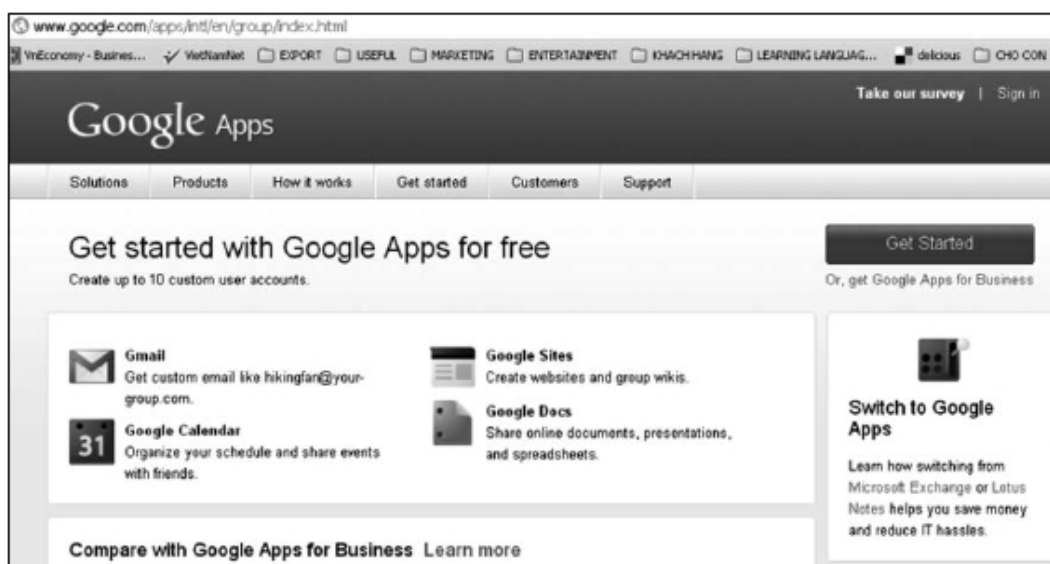 www.google.com/apps/intl/en/group/index.html
VnEconomy - Busines... VietNamNet EXPORT USEFUL MARKETING ENTERTAINMENT KHACH HANG LEARNING LANGUAG... delicious CHO CON
Take our survey | Sign in
Google Apps
Solutions Products How it works Get started Customers Support
Get started with Google Apps for free
Create up to 10 custom user accounts.
Get Started
Or, get Google Apps for Business
Gmail
Get custom email like hikingfan@your-
group.com.
31
Google Calendar
Organize your schedule and share events
with friends.
Google Sites
Create websites and group wikis.
Google Docs
Share online documents, presentations,
and spreadsheets.
Switch to Google
Apps
Learn how switching from
Microsoft Exchange or Lotus
Notes helps you save money
and reduce IT hassles.
Compare with Google Apps for Business Learn more